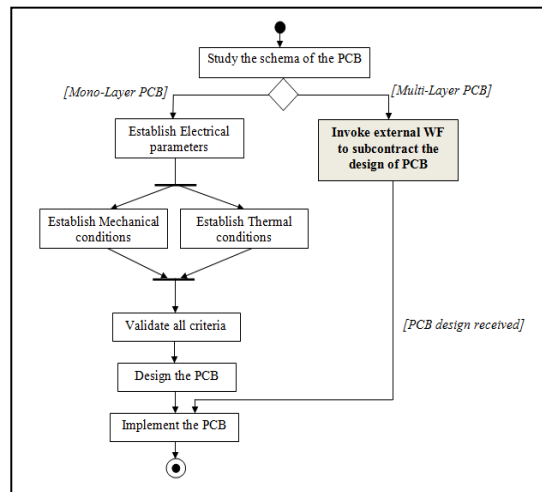 Study the schema of the PCB
[Mono-Layer PCB]
[Multi-Layer PCB]
Establish Electrical
parameters
Invoke external WF
to subcontract the
design of PCB
Establish Mechanical
conditions
Establish Thermal
conditions
Validate all criteria
[PCB design received]
Design the PCB
Implement the PCB